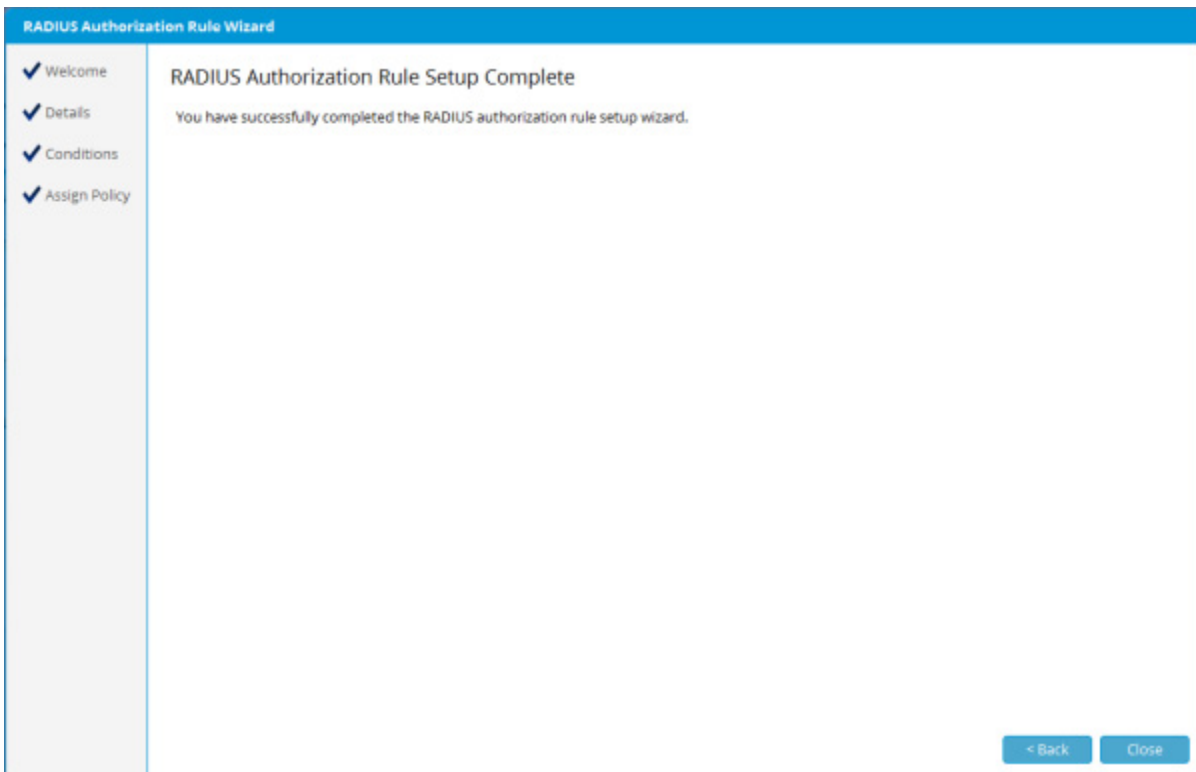 RADIUS Authorization Rule Wizard
Welcome
Details
Conditions
Assign Policy
RADIUS Authorization Rule Setup Complete
You have successfully completed the RADIUS authorization rule setup wizard.
< Back
Close